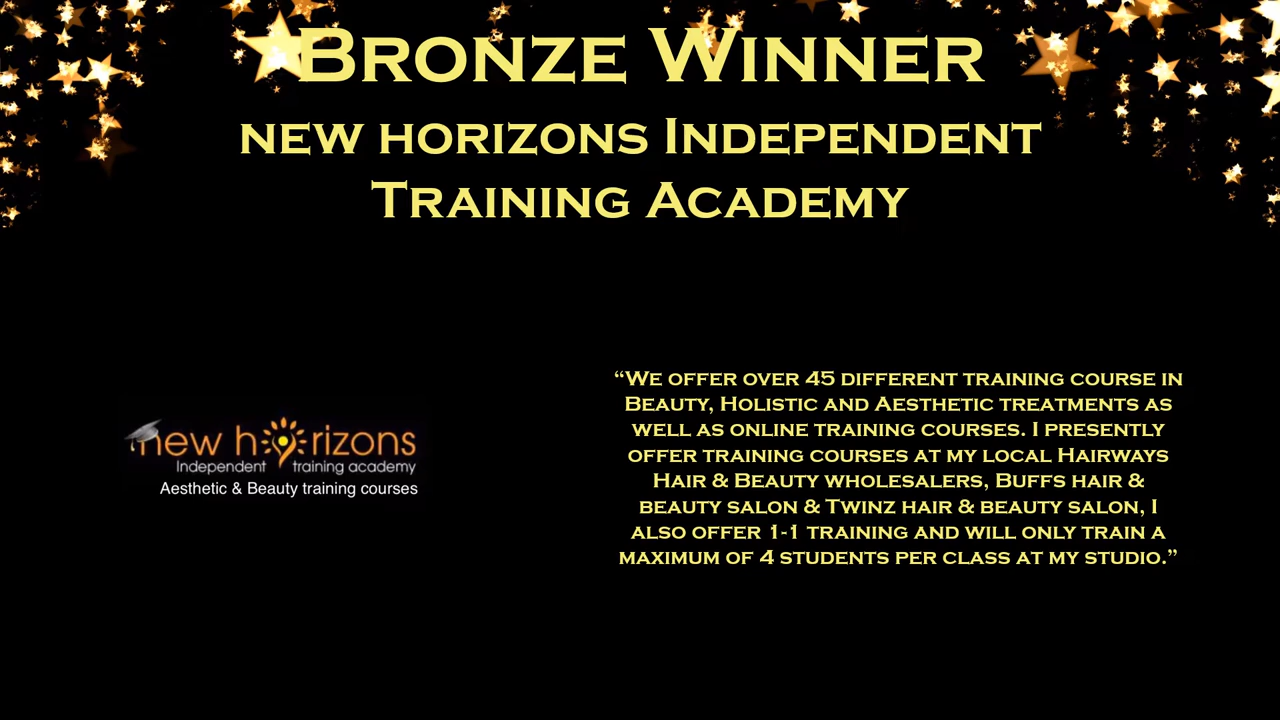 Bronze Winner
new horizons Independent
Training Academy
“We offer over 45 different training course in
Beauty, Holistic and Aesthetic treatments as
well as online training courses. I presently
offer training courses at my local Hairways
Hair & Beauty wholesalers, Buffs hair &
beauty salon & Twinz hair & beauty salon, I
also offer 1-1 training and will only train a
maximum of 4 students per class at my studio.”
new horizons
Independent training academy
Aesthetic & Beauty training courses